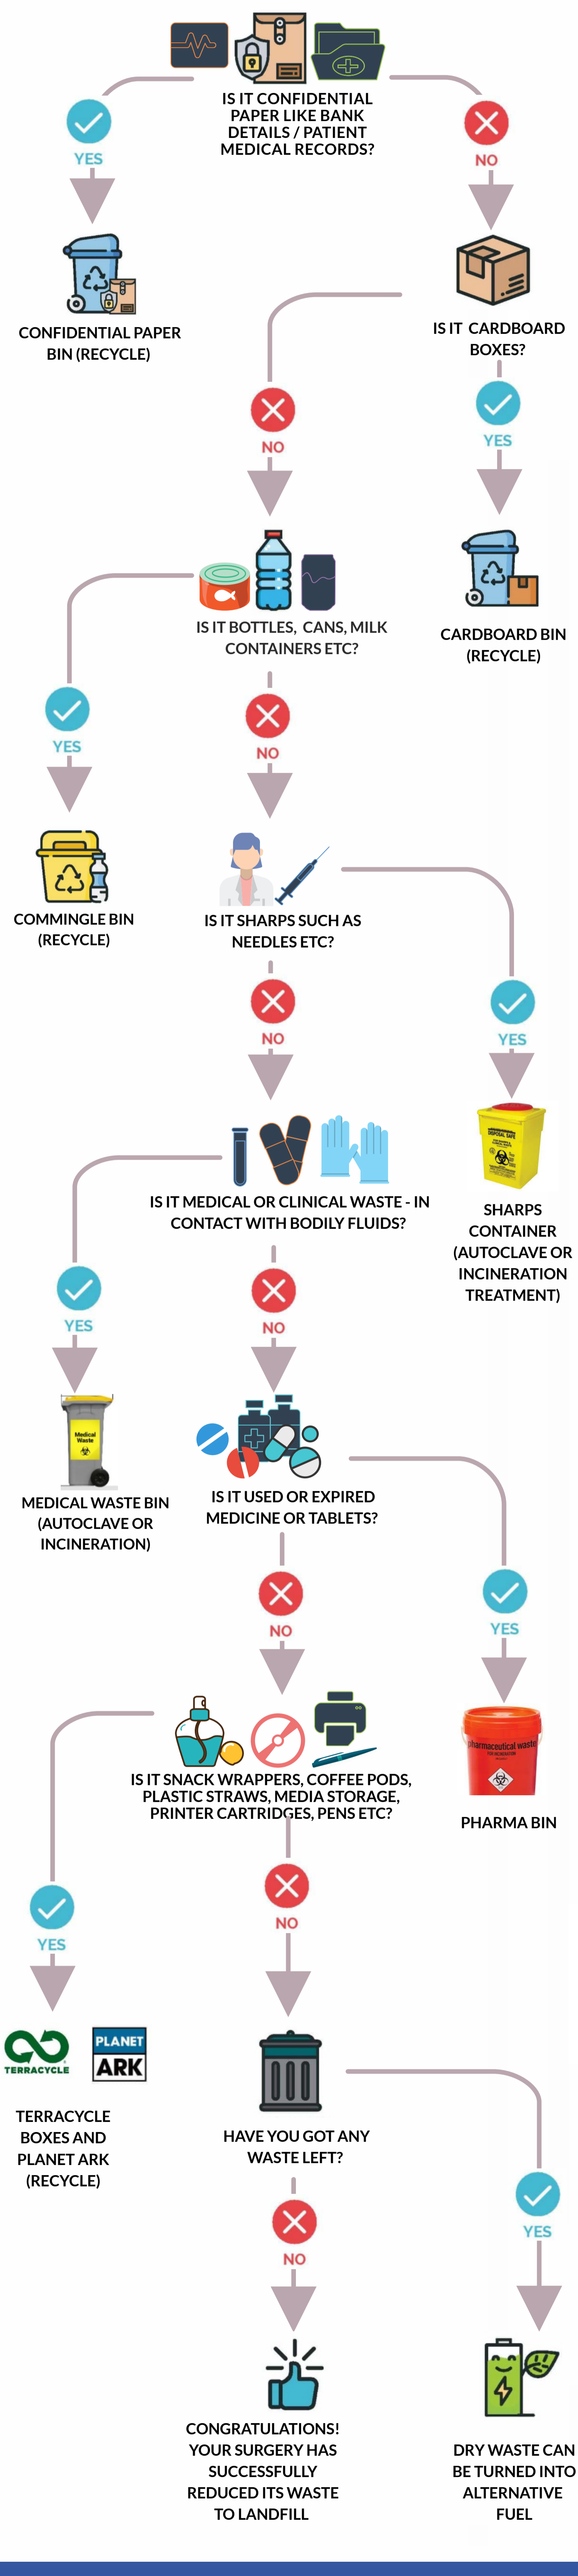 IS IT CONFIDENTIAL
PAPER LIKE BANK
DETAILS / PATIENT
MEDICAL RECORDS?
YES
NO
CONFIDENTIAL PAPER
BIN (RECYCLE)
IS IT CARDBOARD
BOXES?
NO
YES
IS IT BOTTLES, CANS, MILK
CONTAINERS ETC?
CARDBOARD BIN
(RECYCLE)
YES
NO
COMMINGLE BIN
(RECYCLE)
IS IT SHARPS SUCH AS
NEEDLES ETC?
NO
YES
DISPOSAL SAFE
IS IT MEDICAL OR CLINICAL WASTE - IN
CONTACT WITH BODILY FLUIDS?
SHARPS
CONTAINER
(AUTOCLAVE OR
INCINERATION
TREATMENT)
YES
NO
Medical
Waste
MEDICAL WASTE BIN
(AUTOCLAVE OR
INCINERATION)
IS IT USED OR EXPIRED
MEDICINE OR TABLETS?
NO
YES
pharmaceutical waste
FOR INCINERATION
PHARMA BIN
IS IT SNACK WRAPPERS, COFFEE PODS,
PLASTIC STRAWS, MEDIA STORAGE,
PRINTER CARTRIDGES, PENS ETC?
YES
NO
TERRACYCLE
PLANET
ARK
TERRACYCLE
BOXES AND
PLANET ARK
(RECYCLE)
HAVE YOU GOT ANY
WASTE LEFT?
NO
YES
CONGRATULATIONS!
YOUR SURGERY HAS
SUCCESSFULLY
REDUCED ITS WASTE
TO LANDFILL
DRY WASTE CAN
BE TURNED INTO
ALTERNATIVE
FUEL